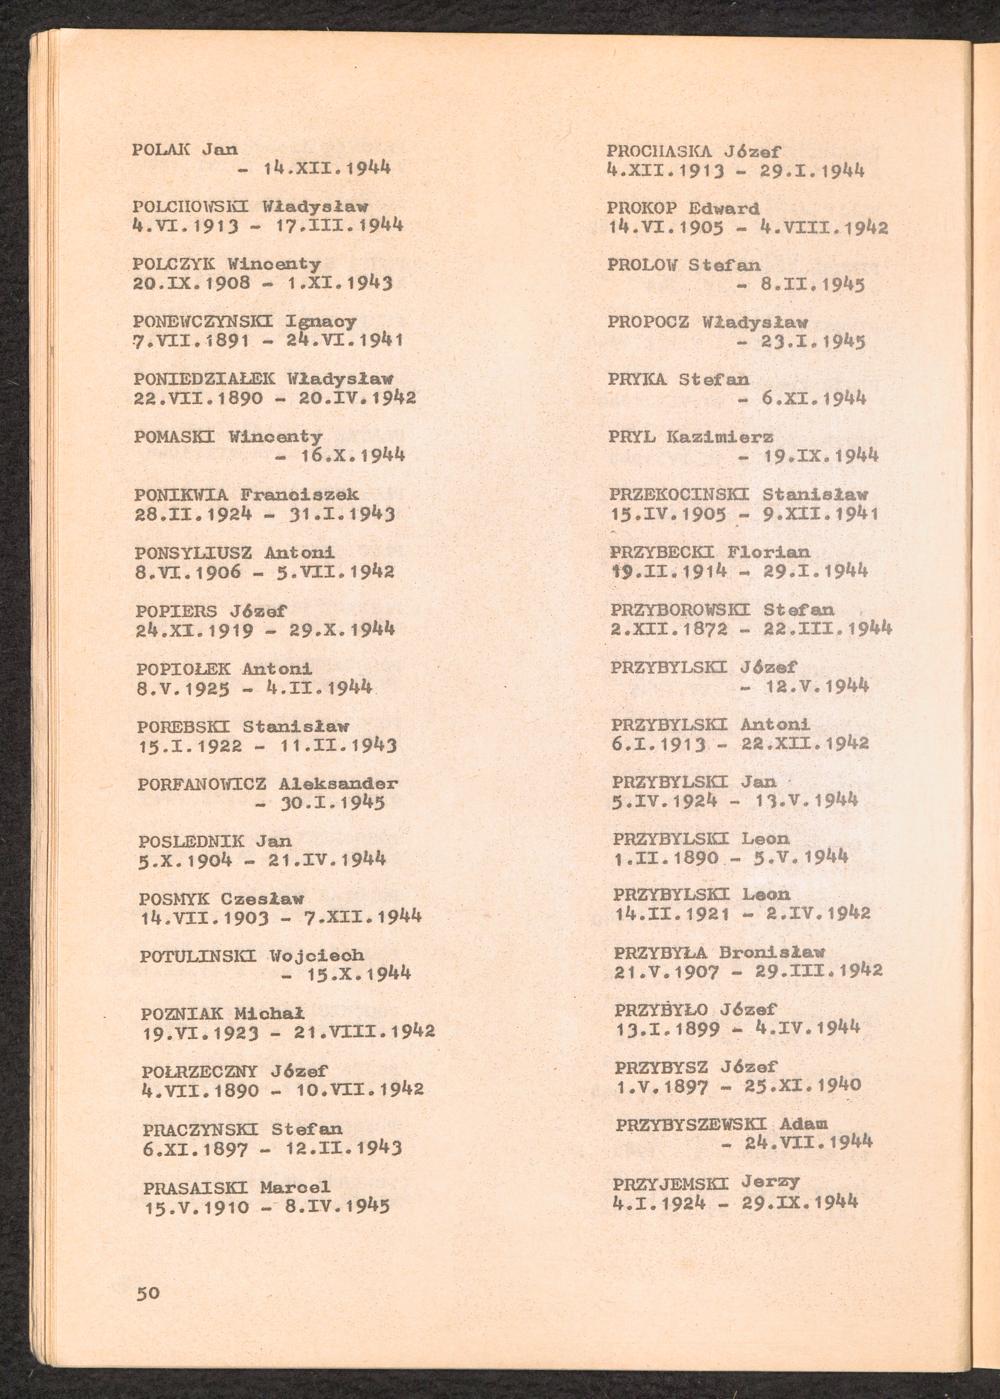 POLAK Jan
- 14.XII.1944
POLCHOWSKI Władysław
4.VI.1913 - 17.III.1944
POLCZYK Wincenty
20.IX.1908 - 1.XI.1943
PONEWCZYNSKI Ignacy
7.VII.1891 - 24.VI.1941
PONIEDZIAŁEK Władysław
22.VII.1890 - 20.IV.1942
POMASKI Wincenty
- 16.X.1944
PONIKWIA Franciszek
28.II.1924 - 31.I.1943
PONSYLIUSZ Antoni
8.VI.1906 - 5.VII.1942
POPIERS Józef
24.XI.1919 - 29.X.1944
POPIOŁEK Antoni
8.V.1925 - 4.II.1944
POREBSKI Stanisław
15.I.1922 - 11.II.1943
PORFANOWICZ Aleksander
- 30.I.1945
POSLEDNIK Jan
5.X.1904 - 21.IV.1944
POSMYK Czesław
14.VII.1903 - 7.XII.1944
POTULINSKI Wojciech
- 15.X.1944
POZNIAK Michał
19.VI.1923 - 21.VIII.1942
POŁRZECZNY Józef
4.VII.1890 - 10.VII.1942
PRACZYNSKI Stefan
6.XI.1897 - 12.II.1943
PRASAISKI Marcel
15.V.1910 - 8.IV.1945
PROCHASKA Józef
4.XII.1913 - 29.I.1944
PROKOP Edward
14.VI.1905 - 4.VIII.1942
PROLOW Stefan
- 8.II.1945
PROPOCZ Władysław
- 23.I.1945
PRYKA Stefan
- 6.XI.1944
PRYL Kazimierz
- 19.IX.1944
PRZEKOCINSKI Stanisław
15.IV.1905 - 9.XII.1941
PRZYBECKI Florian
19.II.1914 - 29.I.1944
PRZYBOROWSKI Stefan
2.XII.1872 - 22.III.1944
PRZYBYLSKI Józef
- 12.V.1944
PRZYBYLSKI Antoni
6.I.1913 - 22.XII.1942
PRZYBYLSKI Jan
5.IV.1924 - 13.V.1944
PRZYBYLSKI Leon
1.II.1890 - 5.V.1944
PRZYBYLSKI Leon
14.II.1921 - 2.IV.1942
PRZYBYŁA Bronisław
21.V.1907 - 29.III.1942
PRZYBYŁO Józef
13.I.1899 - 4.IV.1944
PRZYBYSZ Józef
1.V.1897 - 25.XI.1940
PRZYBYSZEWSKI Adam
- 24.VII.1944
PRZYJEMSKI Jerzy
4.I.1924 - 29.IX.1944
50